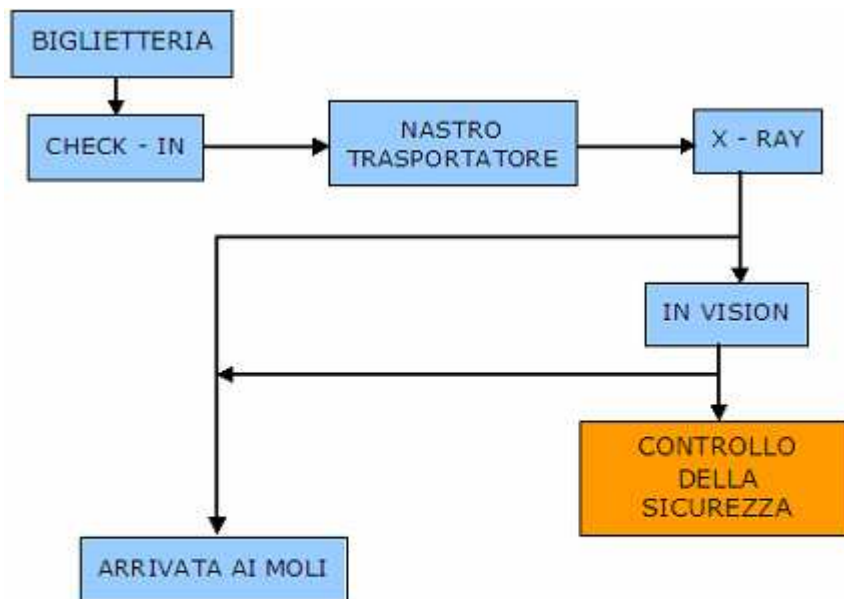 BIGLIETTERIA
CHECK - IN
NASTRO
TRASPORTATORE
X - RAY
IN VISION
CONTROLLO
DELLA
SICUREZZA
ARRIVATA AI MOLI